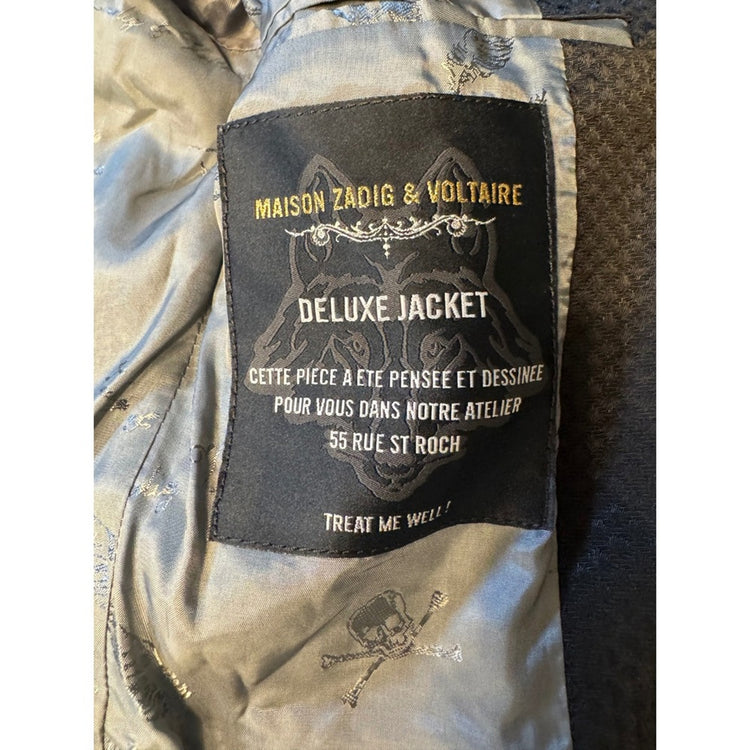 MAISON ZADIG & VOLTAIRE
DELUXE JACKET
CETTE PIECE A ETE PENSEE ET DESSINEE
POUR VOUS DANS NOTRE ATELIER
55 RUE ST ROCH
TREAT ME WELL!